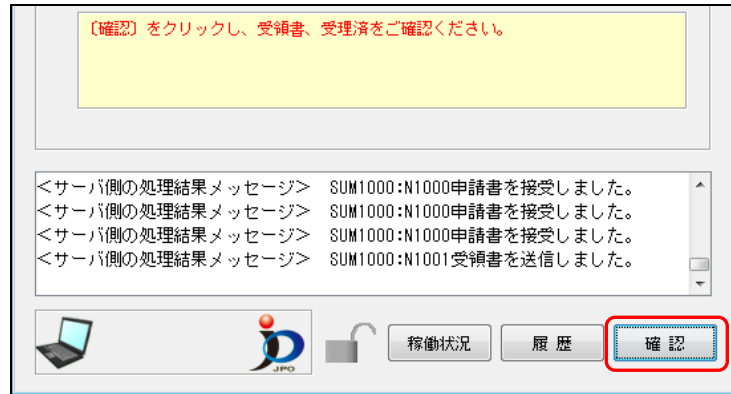 〔確認〕をクリックし、受領書、受理済をご確認ください。
＜サーバ側の処理結果メッセージ＞　SUM1000:N1000申請書を接受しました。
＜サーバ側の処理結果メッセージ＞　SUM1000:N1000申請書を接受しました。
＜サーバ側の処理結果メッセージ＞　SUM1000:N1000申請書を接受しました。
＜サーバ側の処理結果メッセージ＞　SUM1000:N1001受領書を送信しました。
JPO
稼働状況
履 歴
確 認